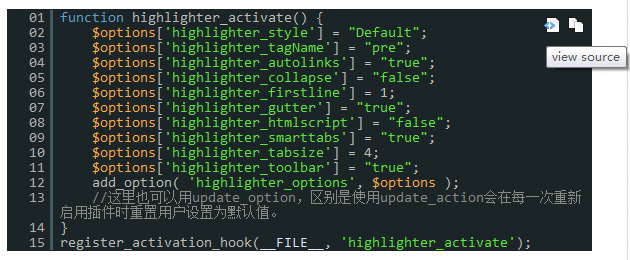 01 function highlighter_activate() {
02 $options['highlighter_style'] = "Default";
03 $options['highlighter_tagName'] = "pre";
04 $options['highlighter_autolinks'] = "true";
05 $options['highlighter_collapse'] = "false";
06 $options['highlighter_firstline'] = 1;
07 $options['highlighter_gutter'] = "true";
08 $options['highlighter_htmlscript'] = "false";
09 $options['highlighter_smarttabs'] = "true";
10 $options['highlighter_tabsize'] = 4;
11 $options['highlighter_toolbar'] = "true";
12 add_option( 'highlighter_options', $options );
13 //这里也可以用update_option，区别是使用update_action会在每一次重新
启用插件时重置用户设置为默认值。
14 }
15 register_activation_hook(__FILE__, 'highlighter_activate');
view source